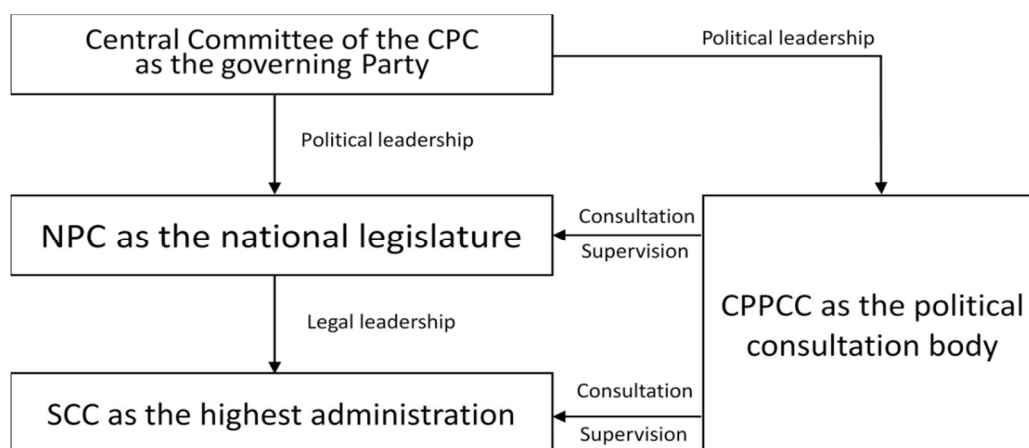 Central Committee of the CPC
as the governing Party
Political leadership
Political leadership
NPC as the national legislature
Consultation
Supervision
CPPCC as the political
consultation body
Legal leadership
SCC as the highest administration
Consultation
Supervision